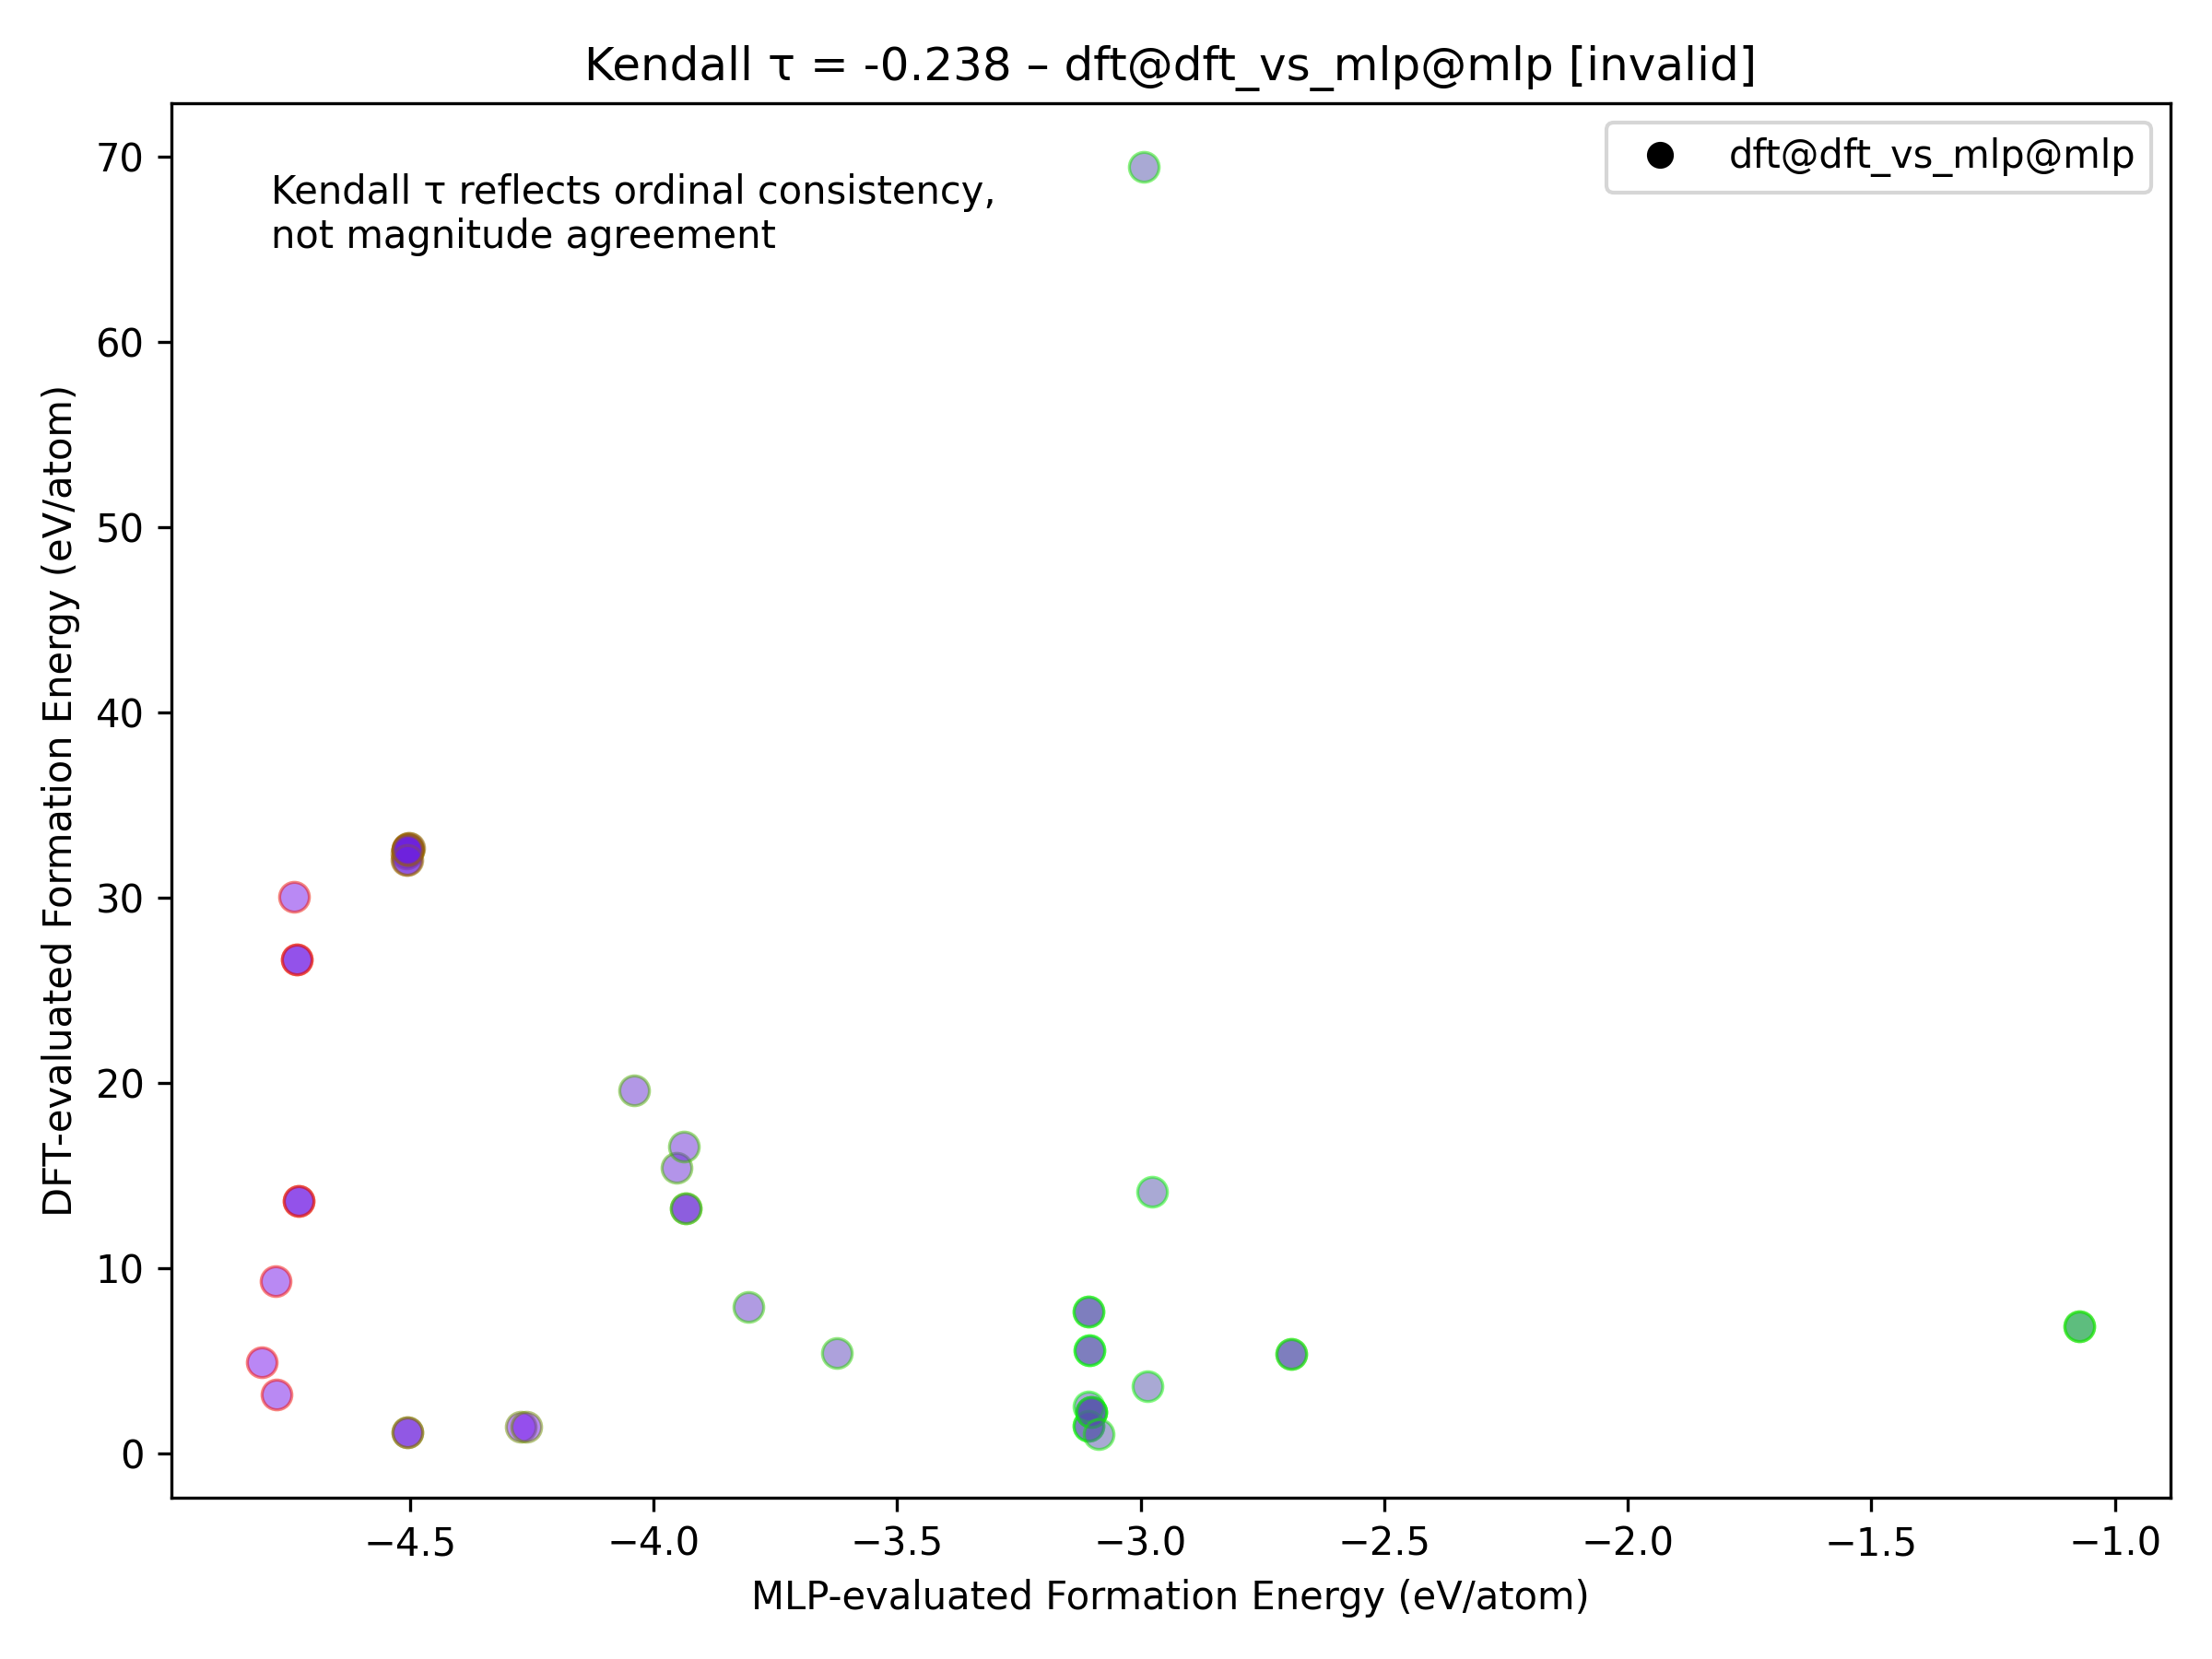 Kendall τ = -0.238 – dft@dft_vs_mlp@mlp [invalid]
Kendall τ reflects ordinal consistency,
not magnitude agreement
dft@dft_vs_mlp@mlp
DFT-evaluated Formation Energy (eV/atom)
70
60
50
40
30
20
10
0
−4.5 −4.0 −3.5 −3.0 −2.5 −2.0 −1.5 −1.0
MLP-evaluated Formation Energy (eV/atom)